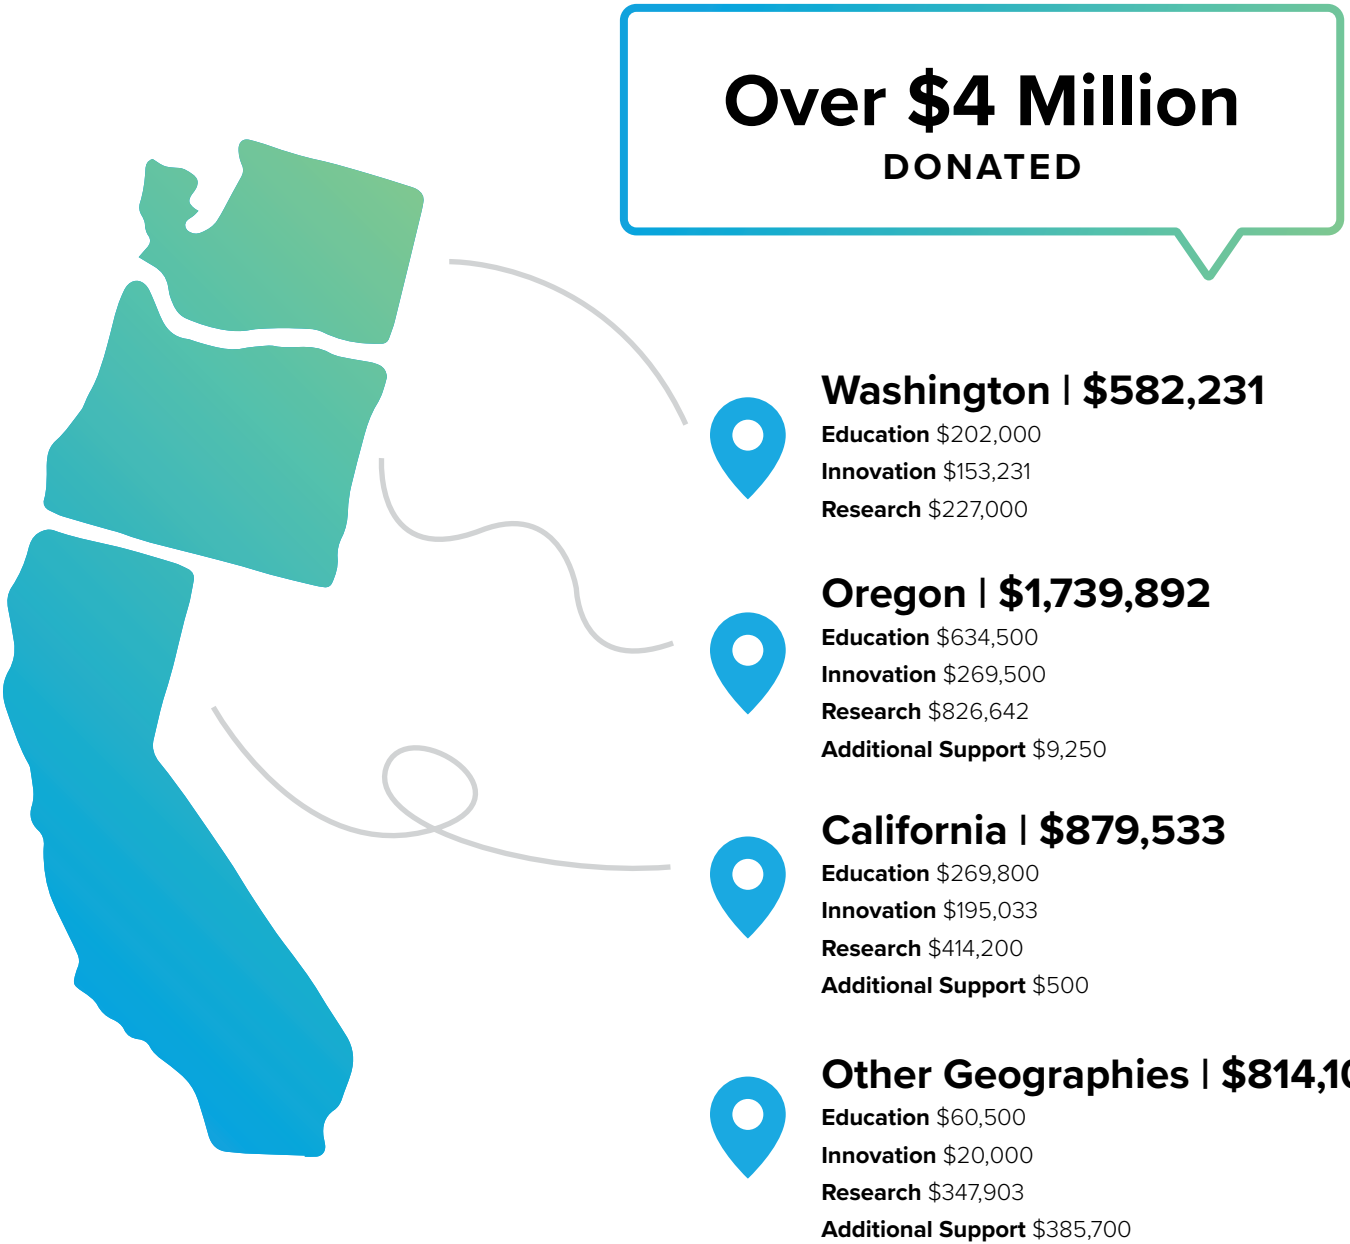 Over $4 Million
DONATED
Washington | $582,231
Education $202,000
Innovation $153,231
Research $227,000
Oregon | $1,739,892
Education $634,500
Innovation $269,500
Research $826,642
Additional Support $9,250
California | $879,533
Education $269,800
Innovation $195,033
Research $414,200
Additional Support $500
Other Geographies |
Education $60,500
Innovation $20,000
Research $347,903
Additional Support $385,700